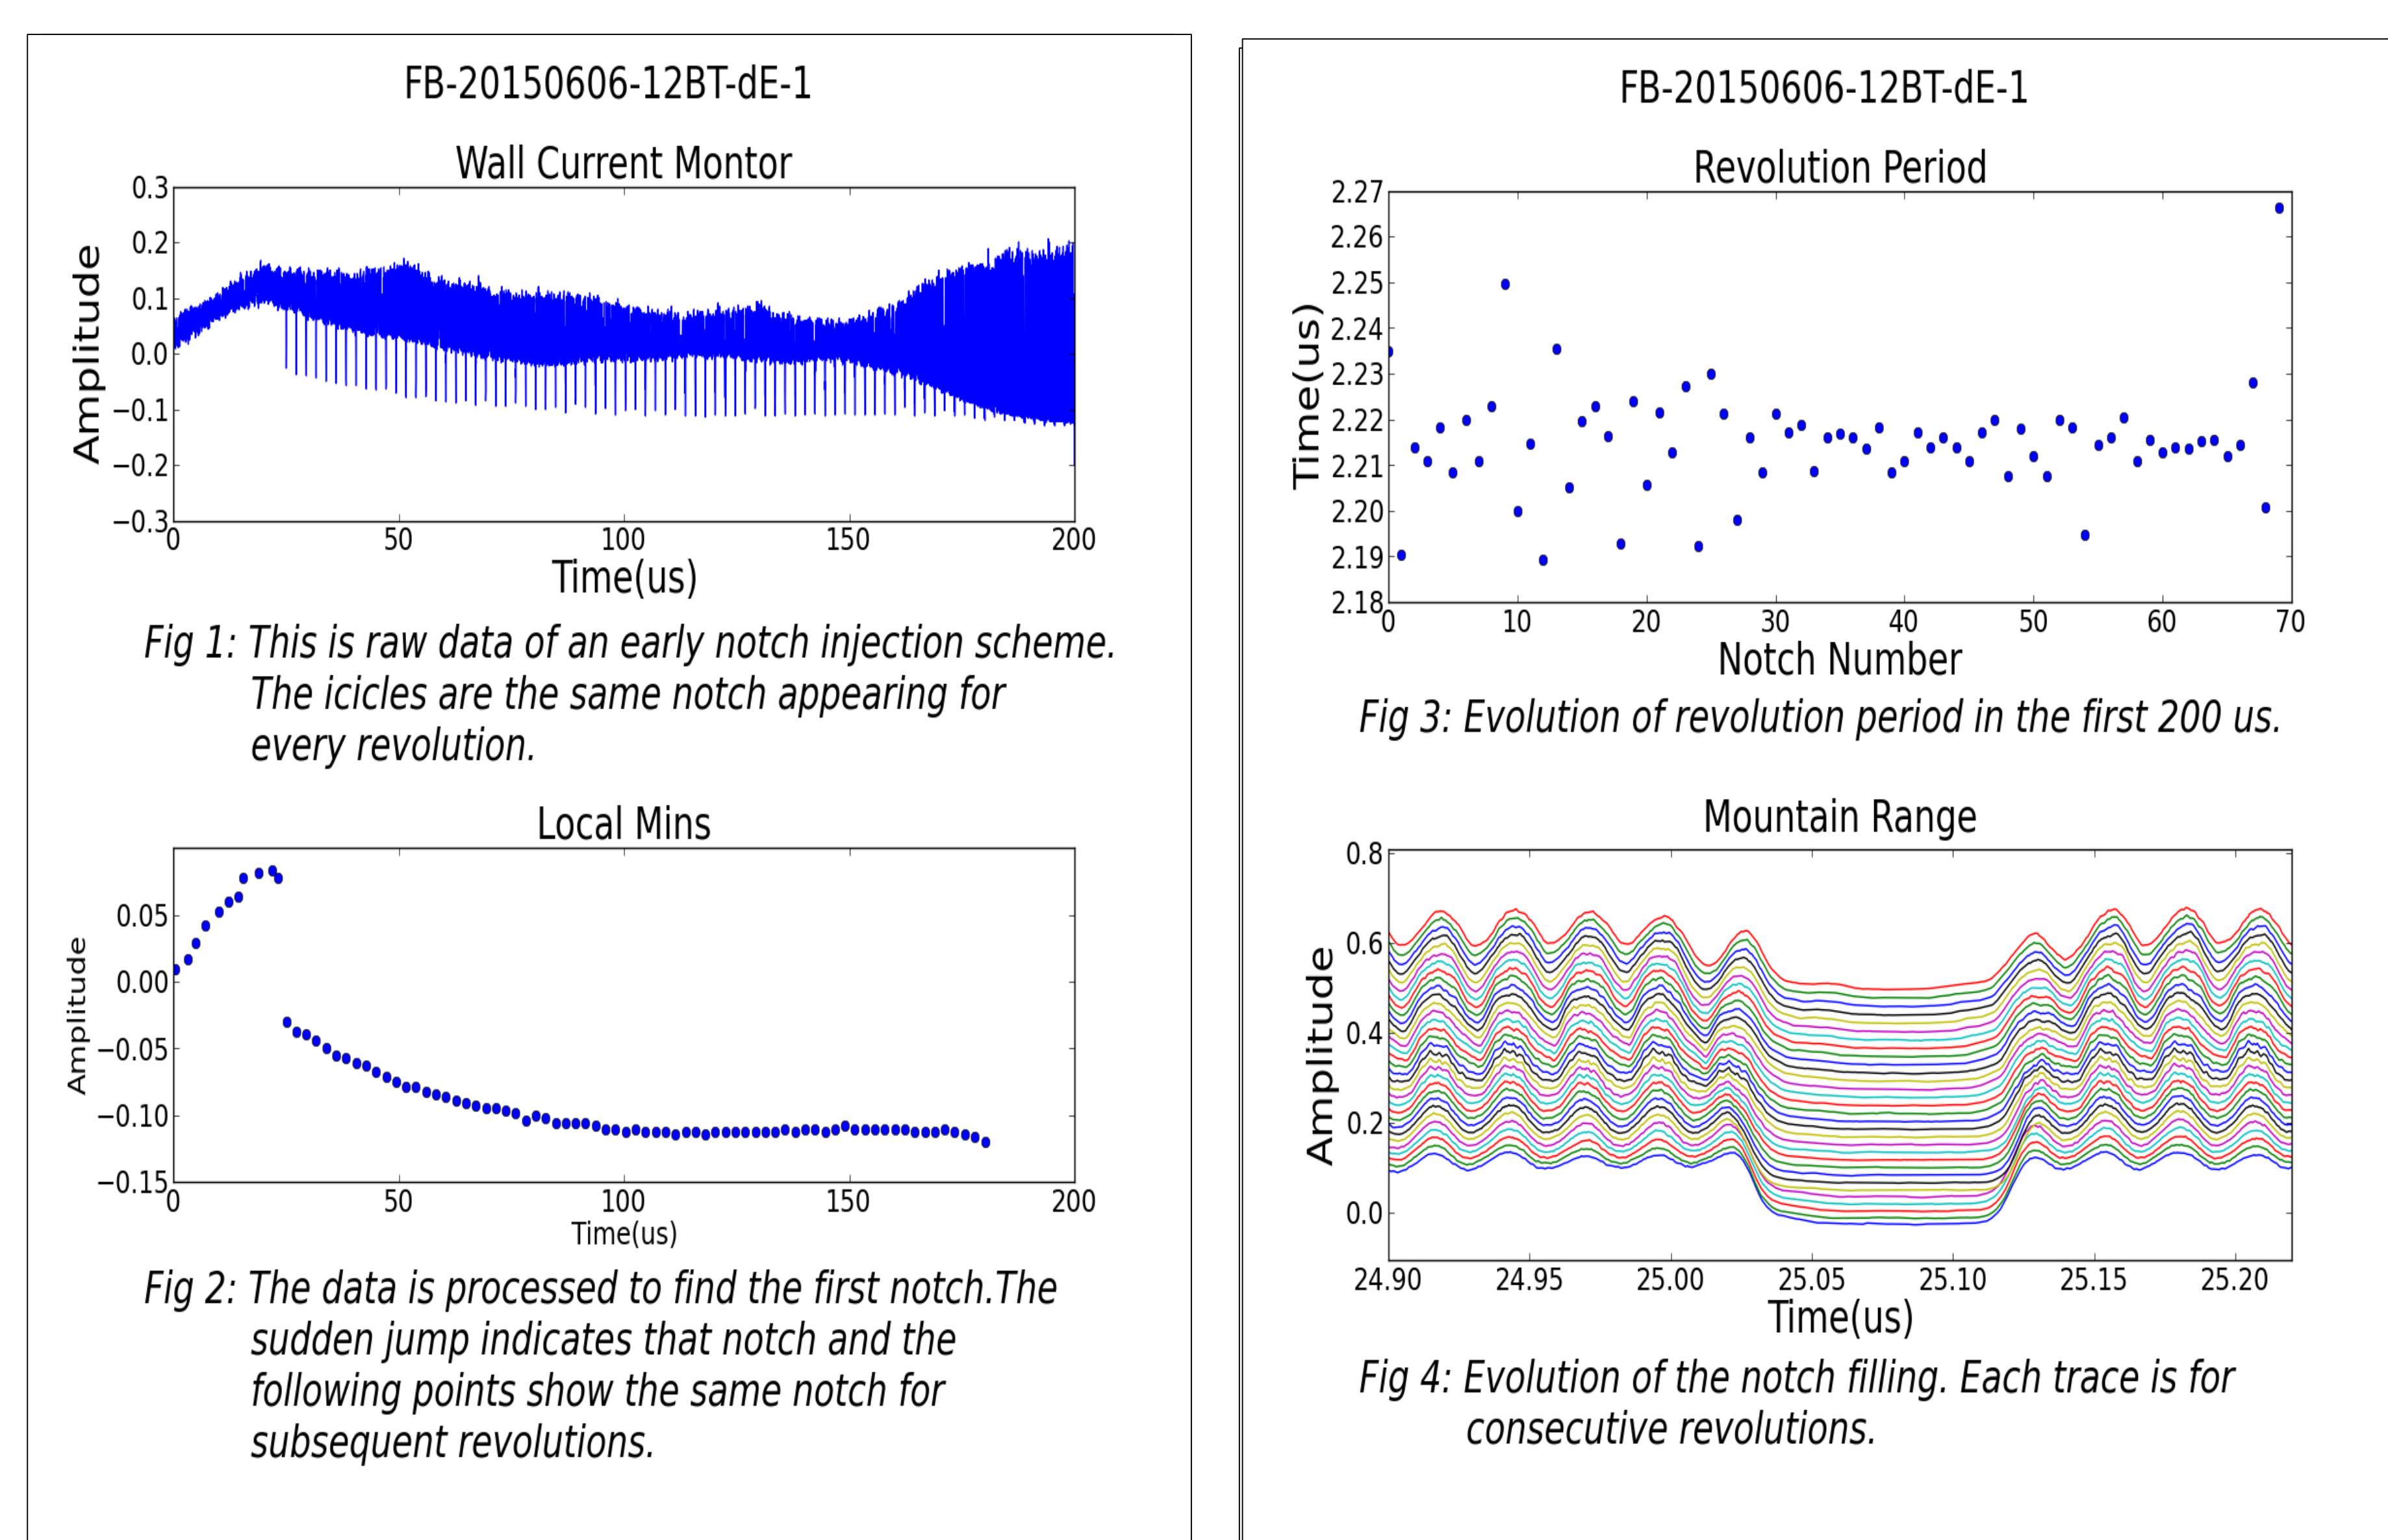 FB-20150606-12BT-dE-1
Wall Current Montor
0.3
0.2
0.1
0.0
−0.1
−0.2
−0.3
Amplitude
0 50 100 150 200
Time(us)
Fig 1: This is raw data of an early notch injection scheme.
The icicles are the same notch appearing for
every revolution.
Local Mins
0.05
0.00
−0.05
−0.10
−0.15
Amplitude
0 50 100 150 200
Time(us)
Fig 2: The data is processed to find the first notch.The
sudden jump indicates that notch and the
following points show the same notch for
subsequent revolutions.
FB-20150606-12BT-dE-1
Revolution Period
2.27
2.26
2.25
2.24
2.23
2.22
2.21
2.20
2.19
2.18
Time(us)
0 10 20 30 40 50 60 70
Notch Number
Fig 3: Evolution of revolution period in the first 200 us.
Mountain Range
0.8
0.6
0.4
0.2
0.0
Amplitude
24.90 24.95 25.00 25.05 25.10 25.15 25.20
Time(us)
Fig 4: Evolution of the notch filling. Each trace is for
consecutive revolutions.